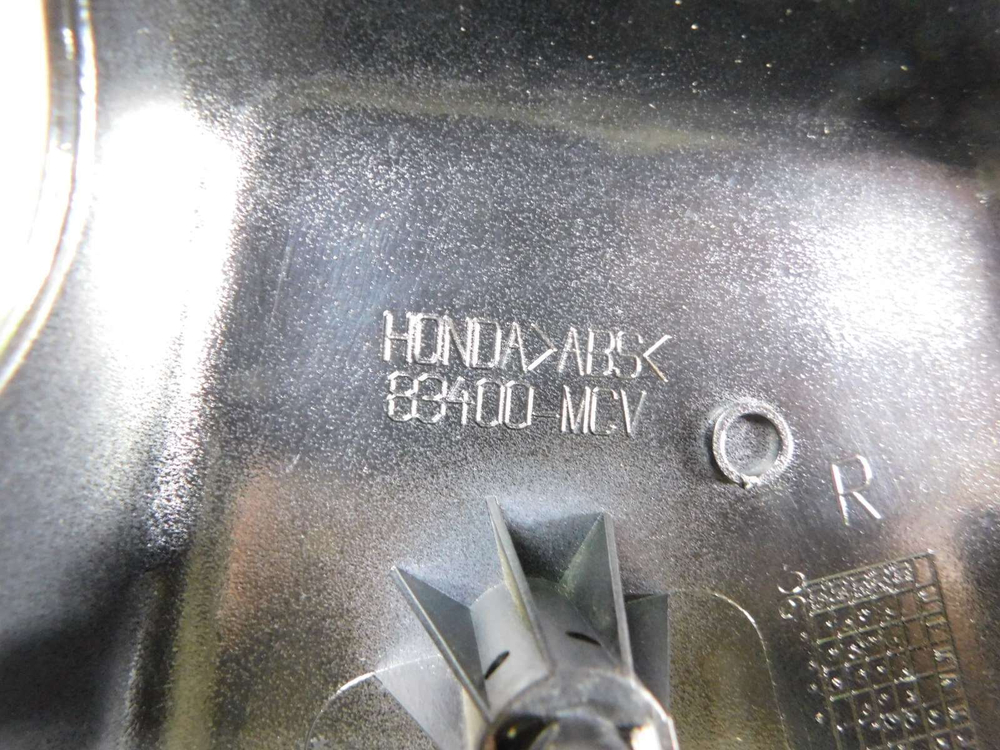 HONDA>ABS<
83400-MCV
R